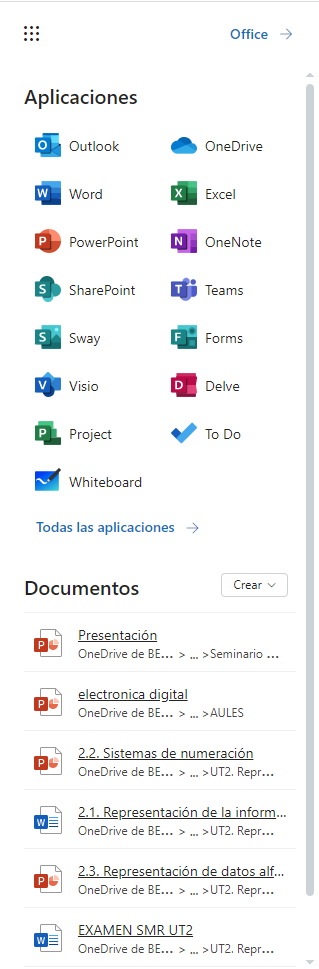 Office →
Aplicaciones
Outlook OneDrive
Word Excel
PowerPoint OneNote
SharePoint Teams
Sway Forms
Visio Delve
Project To Do
Whiteboard
Todas las aplicaciones →
Documentos Crear
Presentación
OneDrive de BE... > ... >Seminario ...
electronica digital
OneDrive de BE... > ... >AULES
2.2. Sistemas de numeración
OneDrive de BE... > ... >UT2. Repr...
2.1. Representación de la inform...
OneDrive de BE... > ... >UT2. Repr...
2.3. Representación de datos alf...
OneDrive de BE... > ... >UT2. Repr...
EXAMEN SMR UT2
OneDrive de BE... > ... >UT2. Repr...